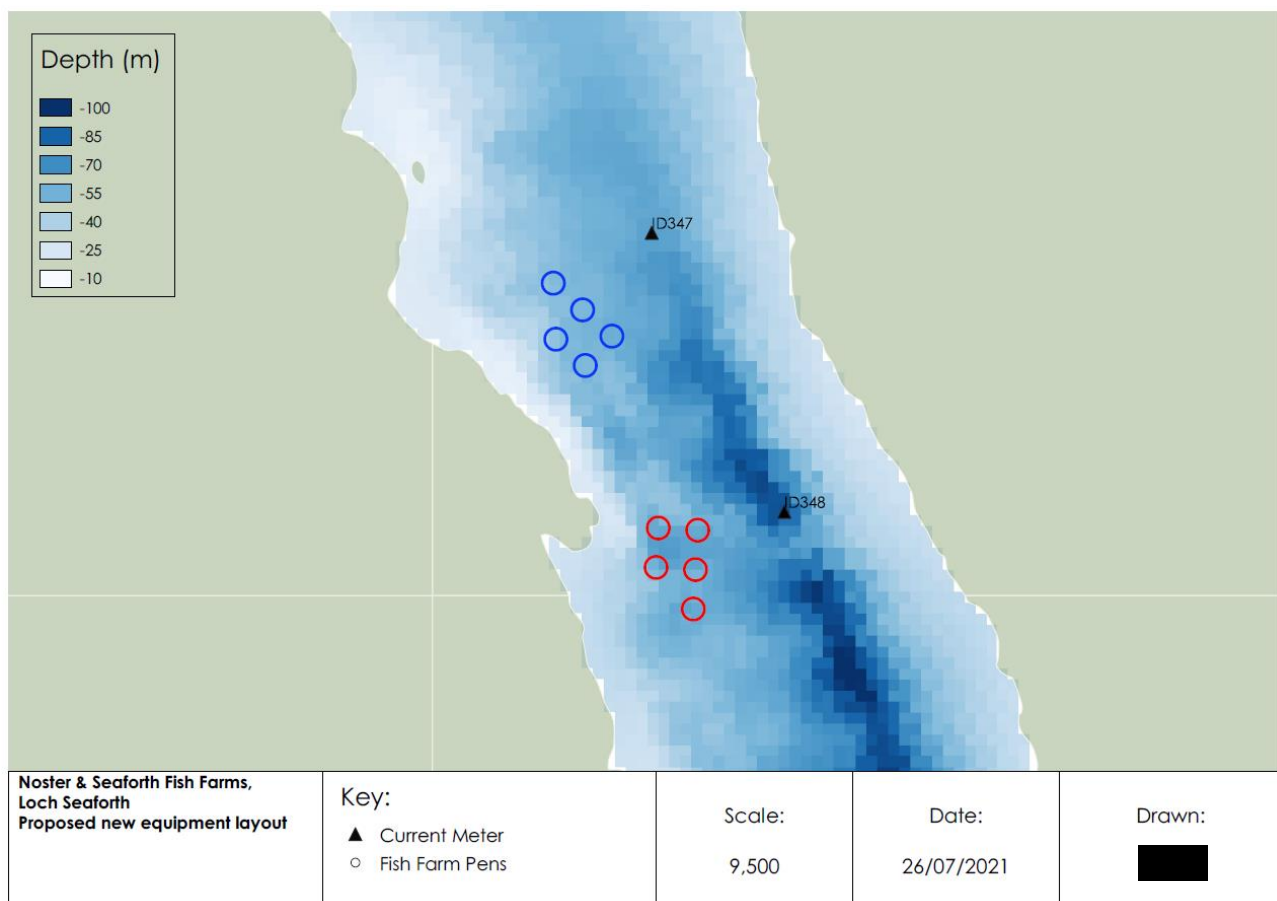 Depth (m)
-100
-85
-70
-55
-40
-25
-10
ID347
ID348
Noster & Seaforth Fish Farms,
Loch Seaforth
Proposed new equipment layout
Key:
▲ Current Meter
○ Fish Farm Pens
Scale:
9,500
Date:
26/07/2021
Drawn: